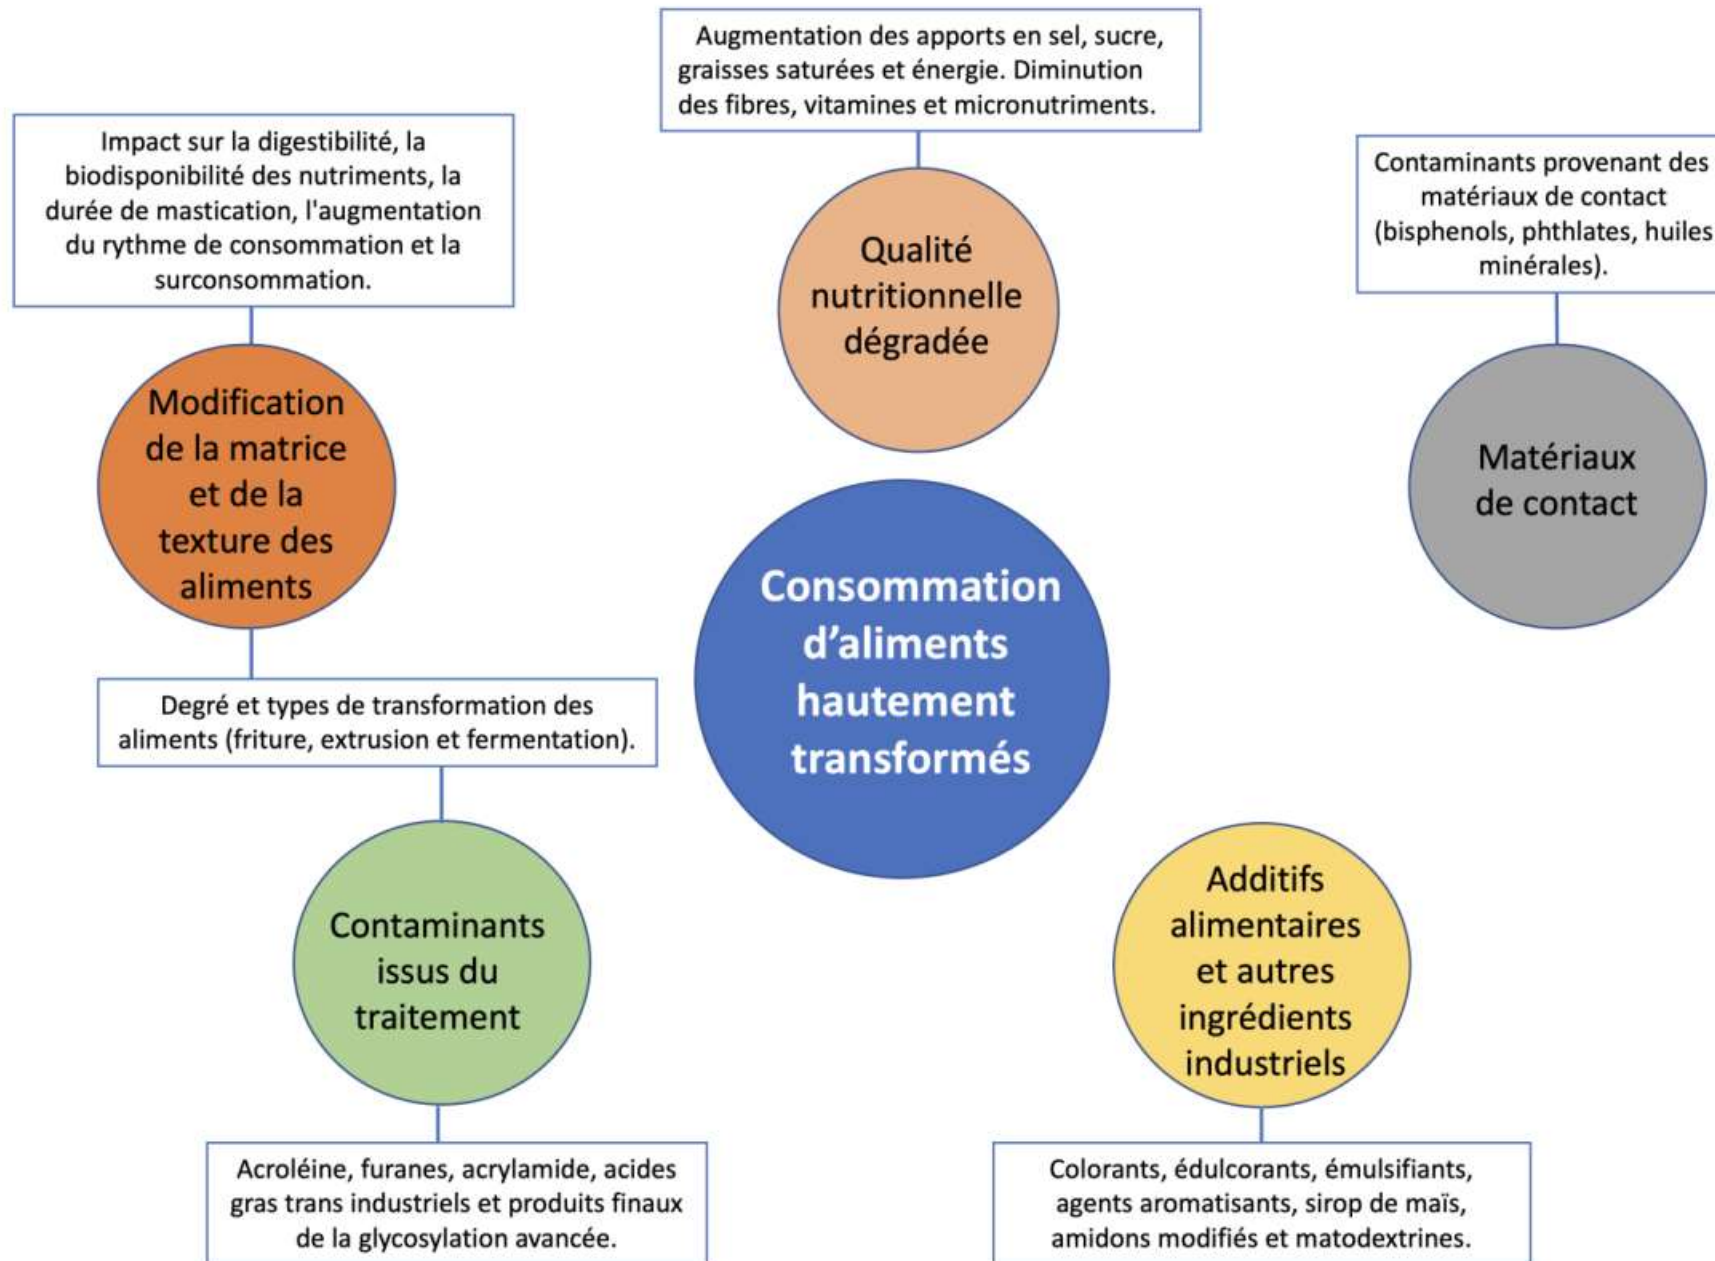 Augmentation des apports en sel, sucre,
graisses saturées et énergie. Diminution
des fibres, vitamines et micronutriments.
Impact sur la digestibilité, la
biodisponibilité des nutriments, la
durée de mastication, l'augmentation
du rythme de consommation et la
surconsommation.
Contaminants provenant des
matériaux de contact
(bisphenols, phthlates, huiles
minérales).
Qualité
nutritionnelle
dégradée
Modification
de la matrice
et de la
texture des
aliments
Matériaux
de contact
Consommation
d’aliments
hautement
transformés
Degré et types de transformation des
aliments (friture, extrusion et fermentation).
Contaminants
issus du
traitement
Additifs
alimentaires
et autres
ingrédients
industriels
Acroléine, furanes, acrylamide, acides
gras trans industriels et produits finaux
de la glycosylation avancée.
Colorants, édulcorants, émulsifiants,
agents aromatisants, sirop de maïs,
amidons modifiés et matodextrines.